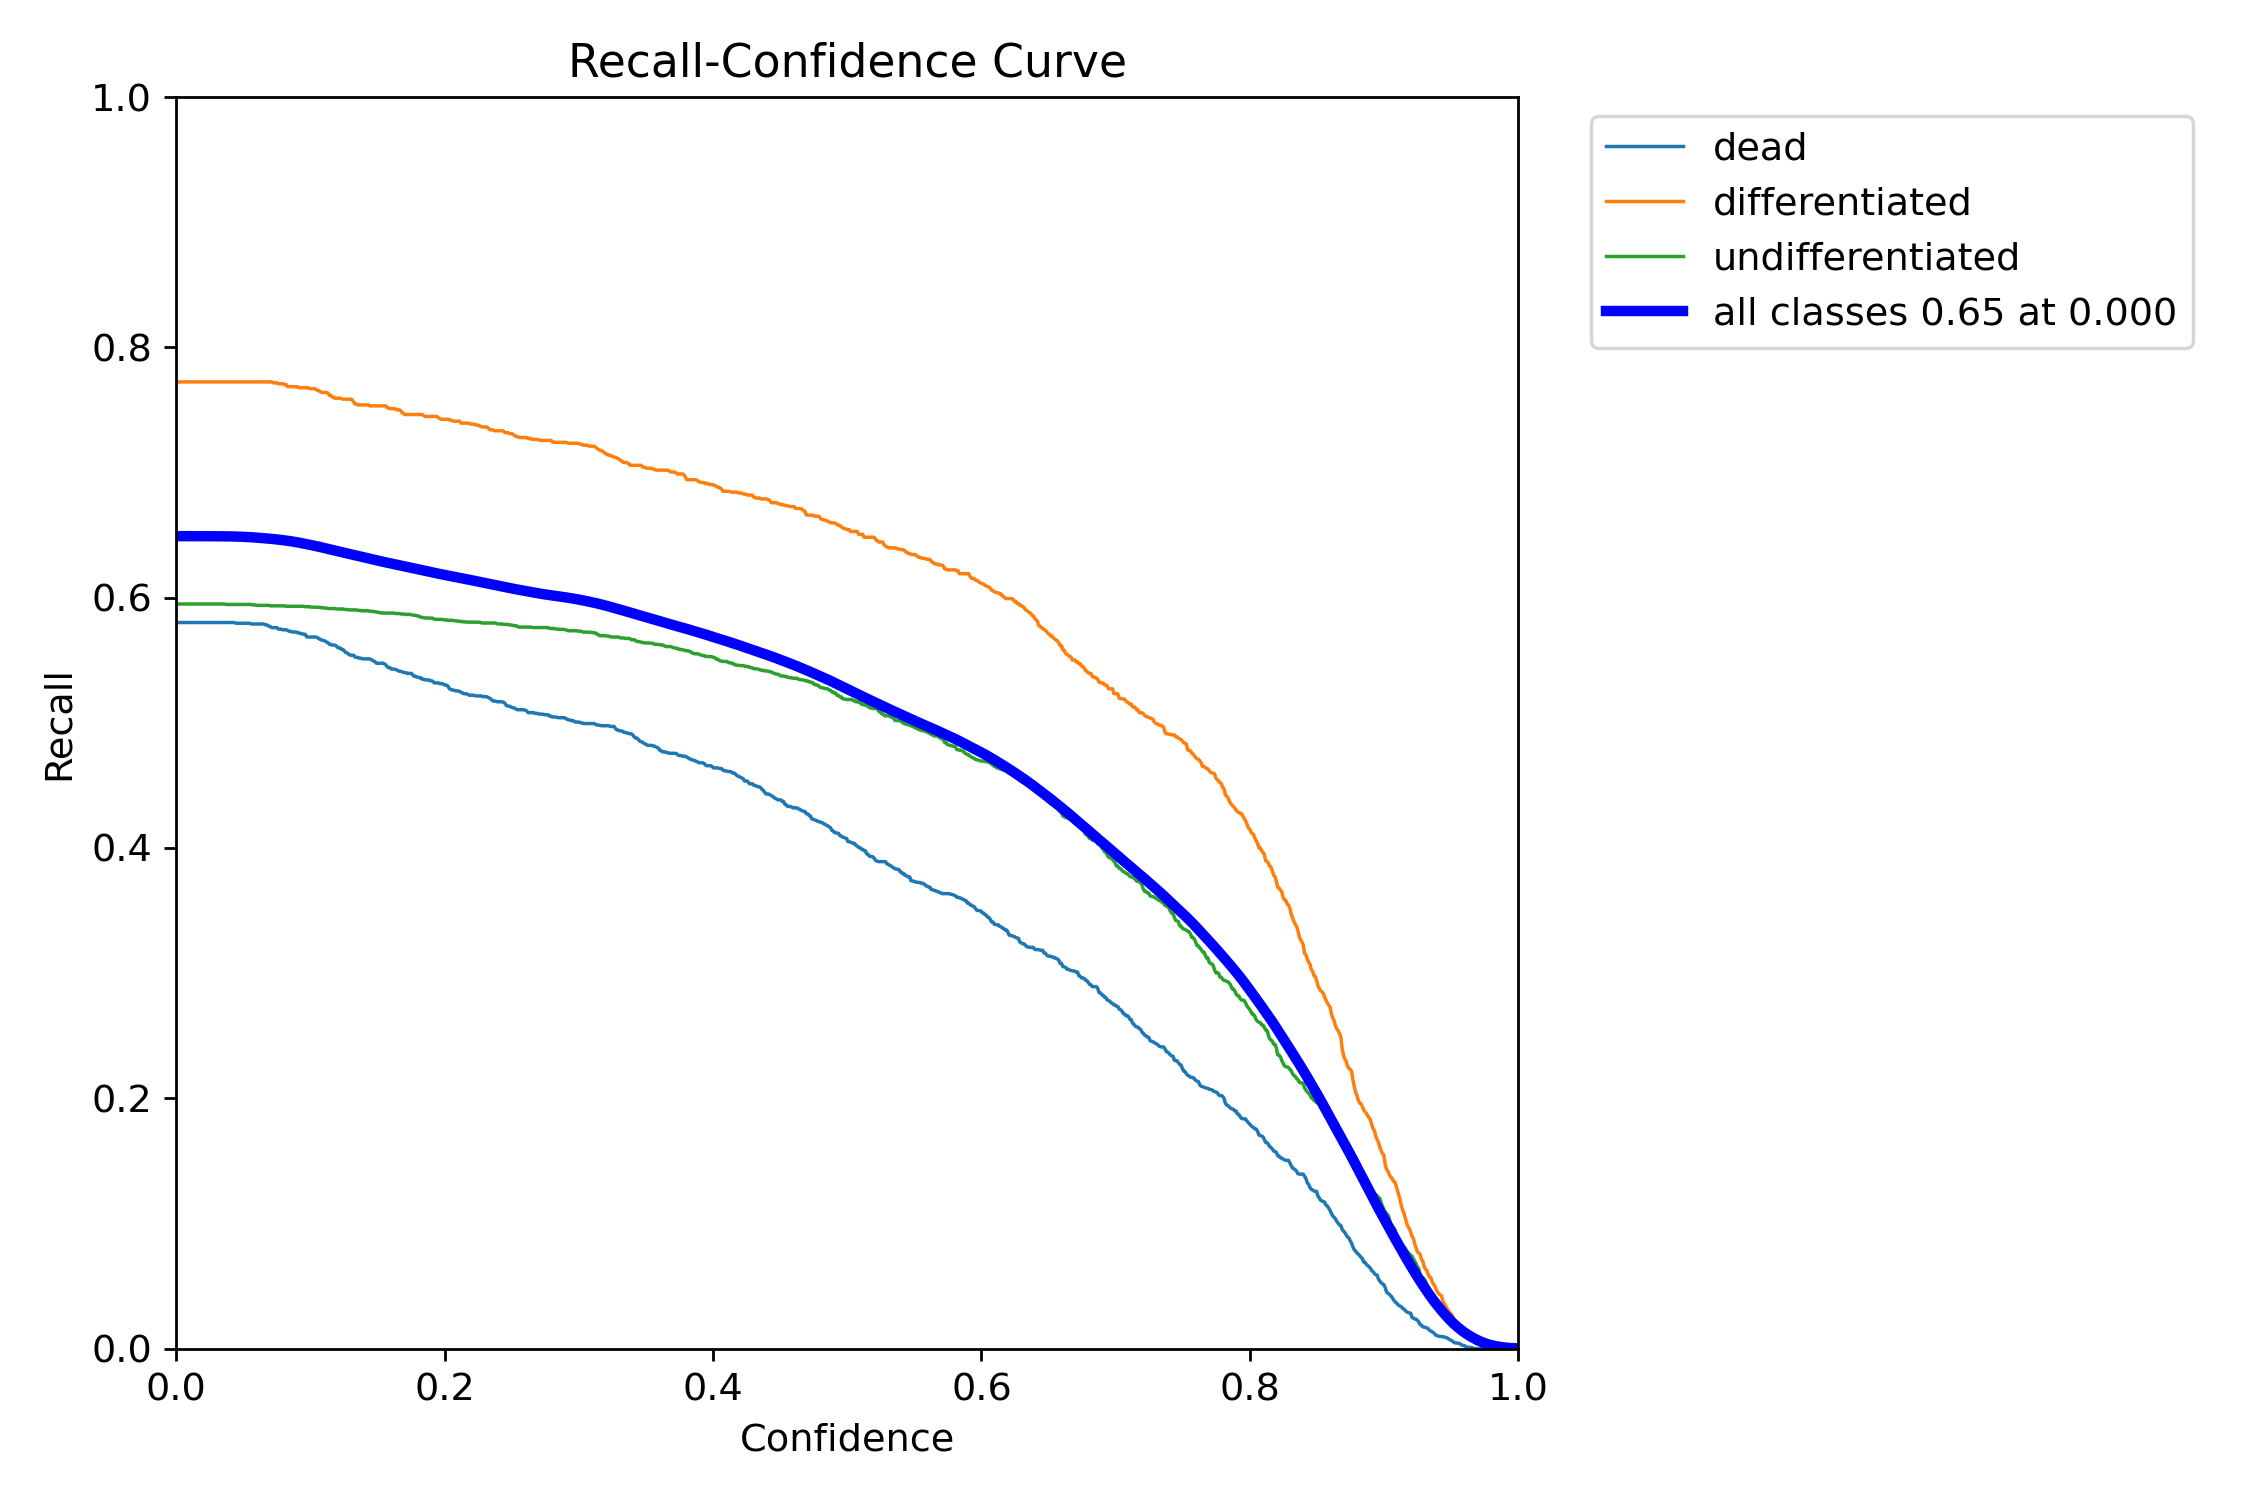 Recall-Confidence Curve
1.0
0.8
0.6
0.4
0.2
0.0
Recall
0.0 0.2 0.4 0.6 0.8 1.0
Confidence
dead
differentiated
undifferentiated
all classes 0.65 at 0.000